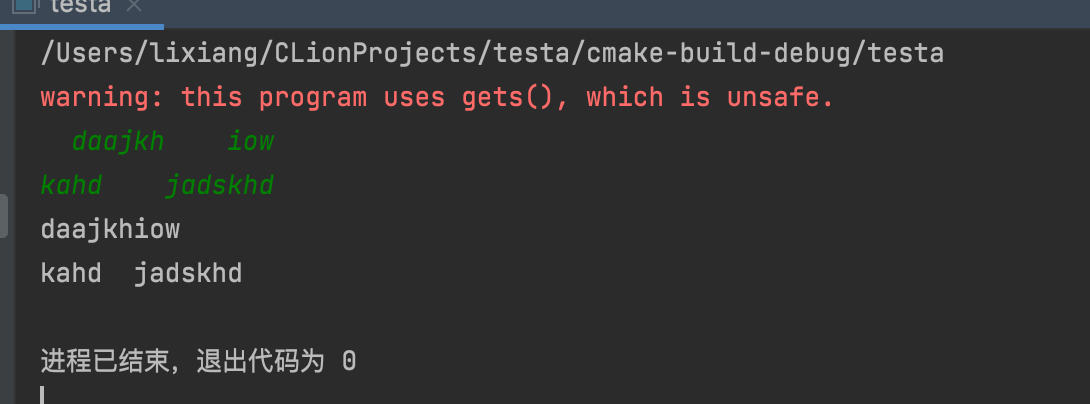 testa
/Users/lixiang/CLionProjects/testa/cmake-build-debug/testa
warning: this program uses gets(), which is unsafe.
  daajkh    iow
kahd    jadskhd
daajkhiow
kahd  jadskhd
进程已结束，退出代码为 0